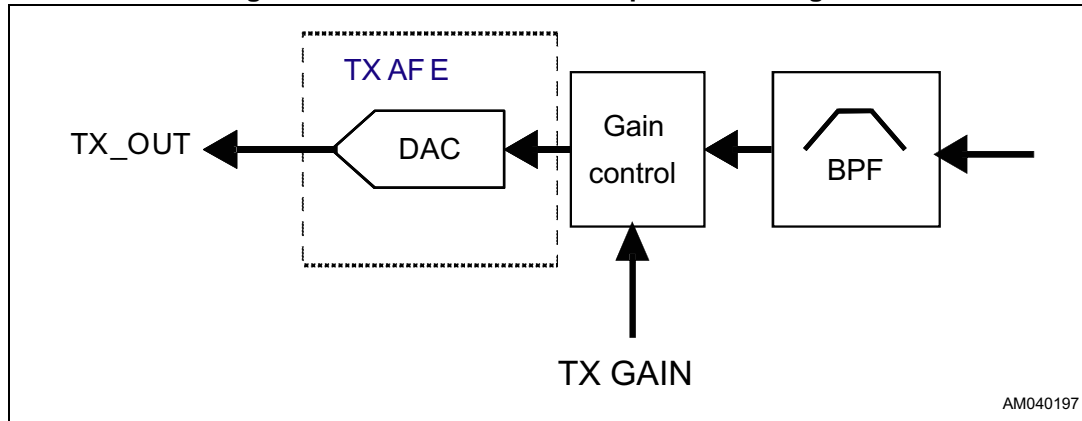 TX AF E
TX_OUT
DAC
Gain
control
BPF
TX GAIN
AM040197